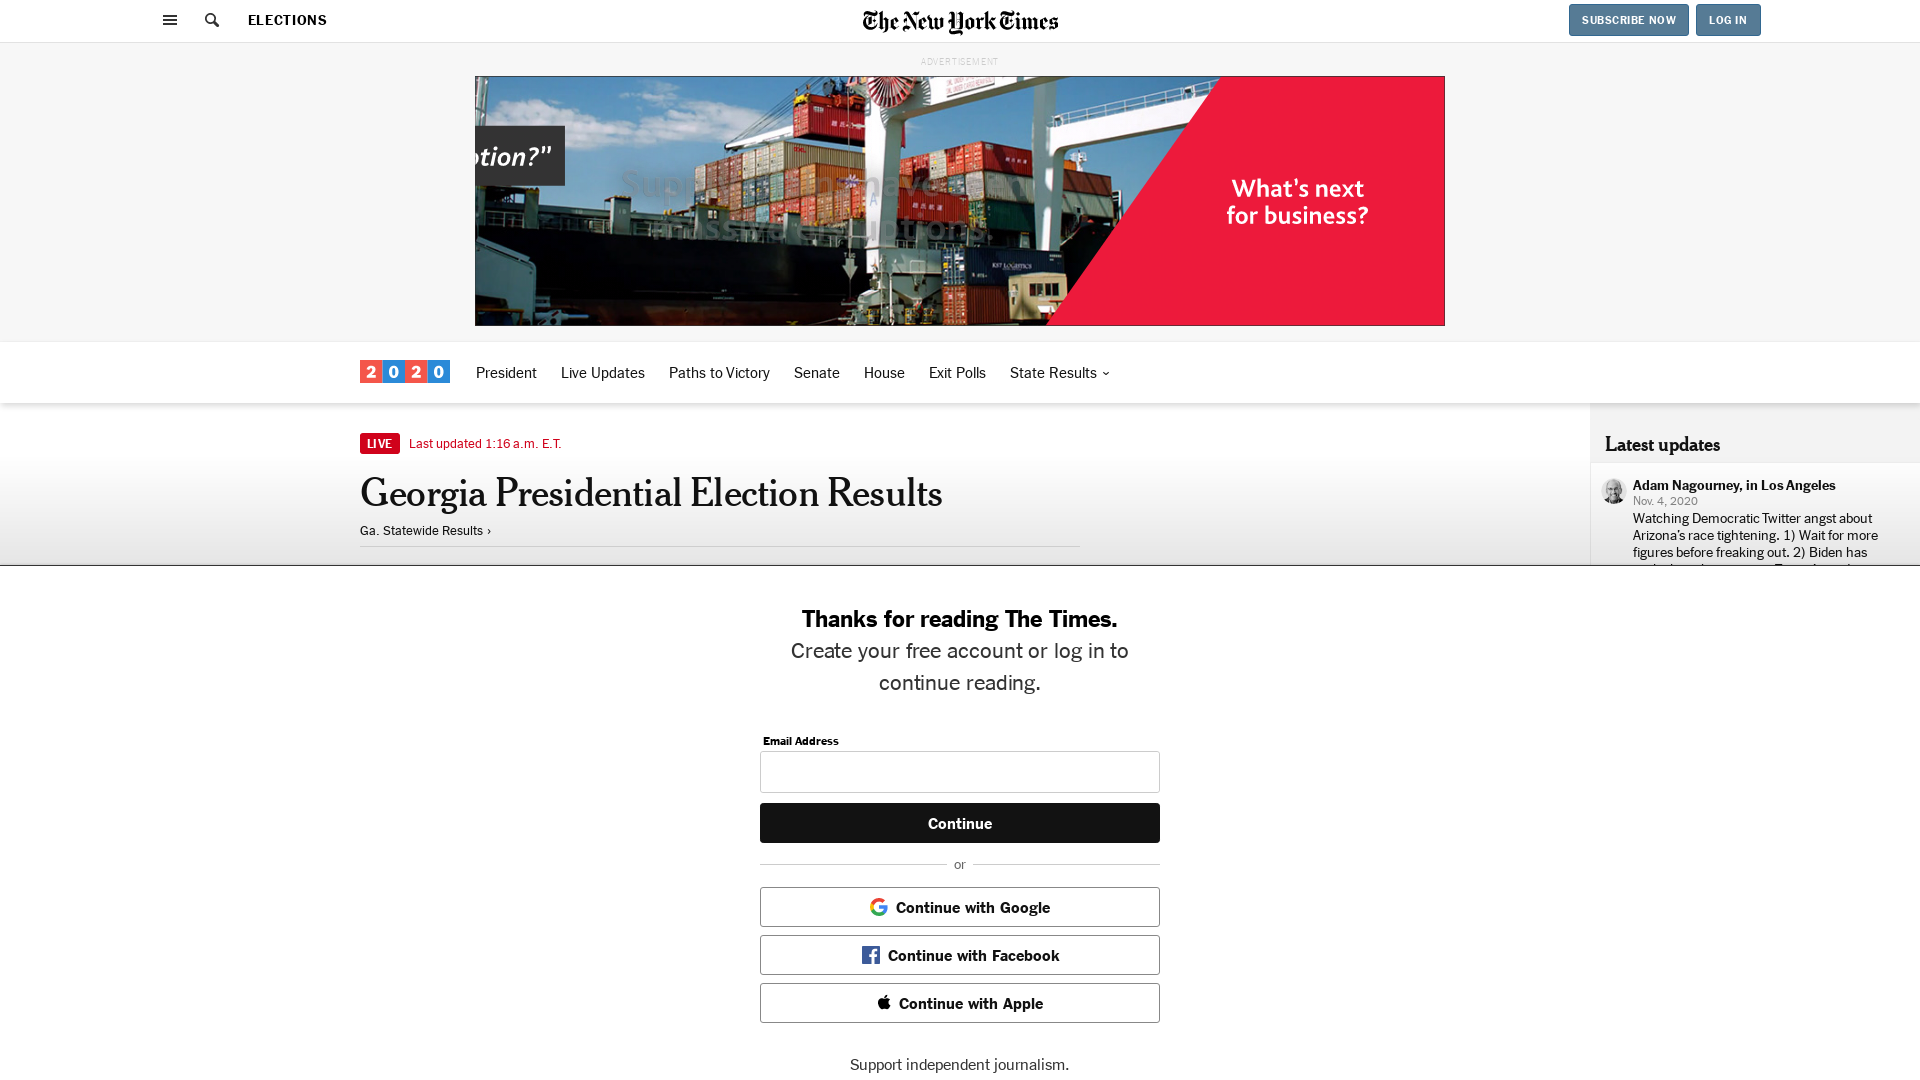 ELECTIONS
The New York Times
SUBSCRIBE NOW
LOG IN
ADVERTISEMENT
otion?”
What’s next
for business?
2020
President
Live Updates
Paths to Victory
Senate
House
Exit Polls
State Results
LIVE
Last updated 1:16 a.m. E.T.
Georgia Presidential Election Results
Ga. Statewide Results ›
Latest updates
Adam Nagourney, in Los Angeles
Nov. 4, 2020
Watching Democratic Twitter angst about
Arizona’s race tightening. 1) Wait for more
figures before freaking out. 2) Biden has
Thanks for reading The Times.
Create your free account or log in to
continue reading.
Email Address
Continue
or
Continue with Google
Continue with Facebook
Continue with Apple
Support independent journalism.